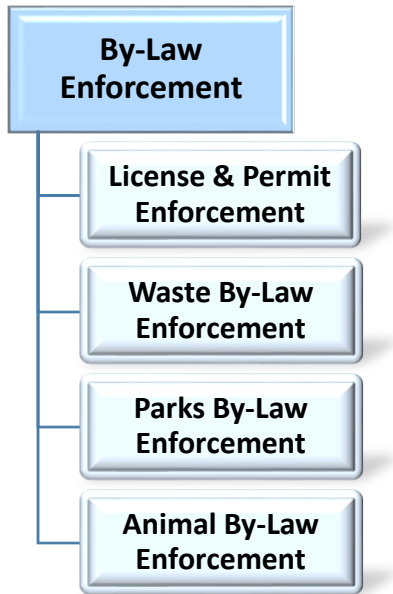 By-Law
Enforcement
License & Permit
Enforcement
Waste By-Law
Enforcement
Parks By-Law
Enforcement
Animal By-Law
Enforcement